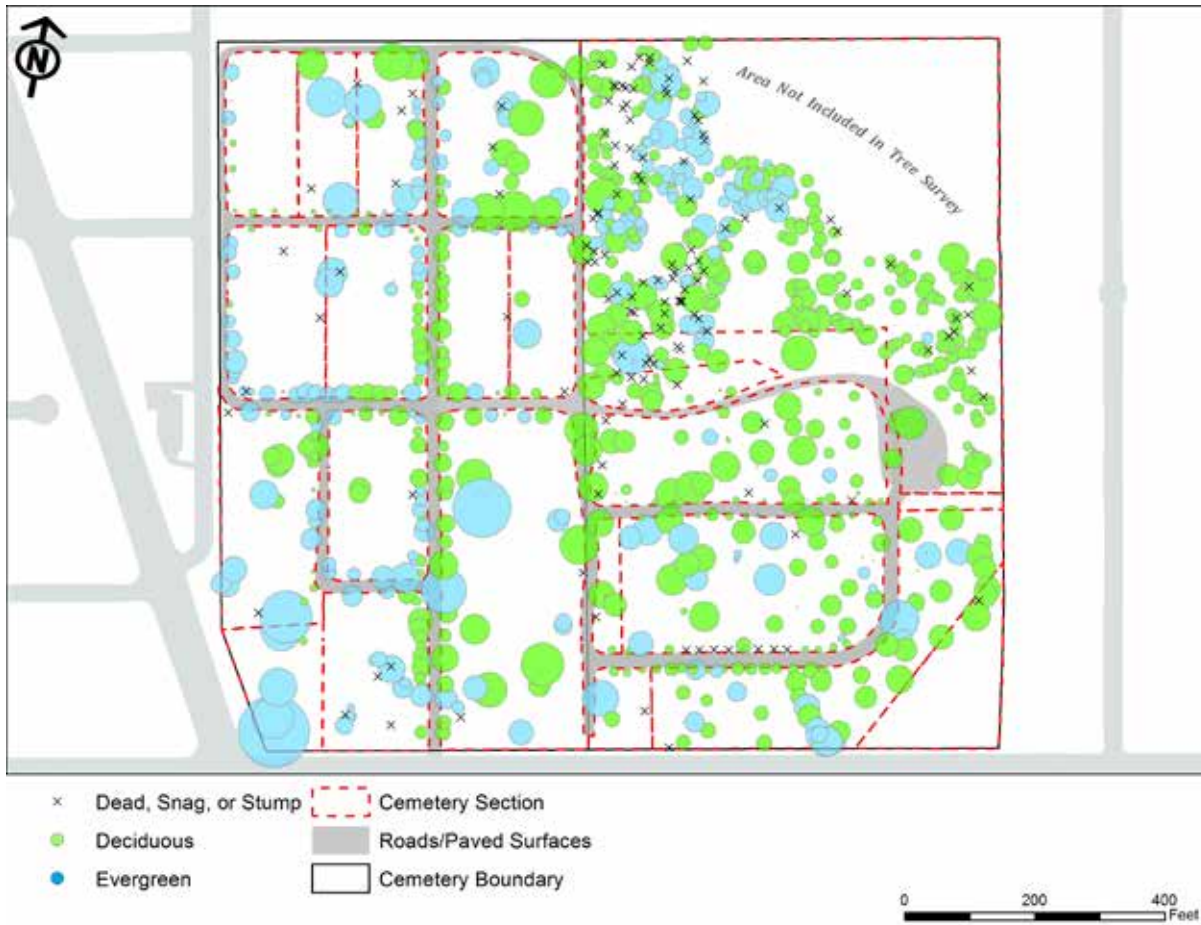 N
Area Not Included in Tree Survey
Dead, Snag, or Stump
Cemetery Section
Deciduous
Roads/Paved Surfaces
Evergreen
Cemetery Boundary
0 200 400
Feet